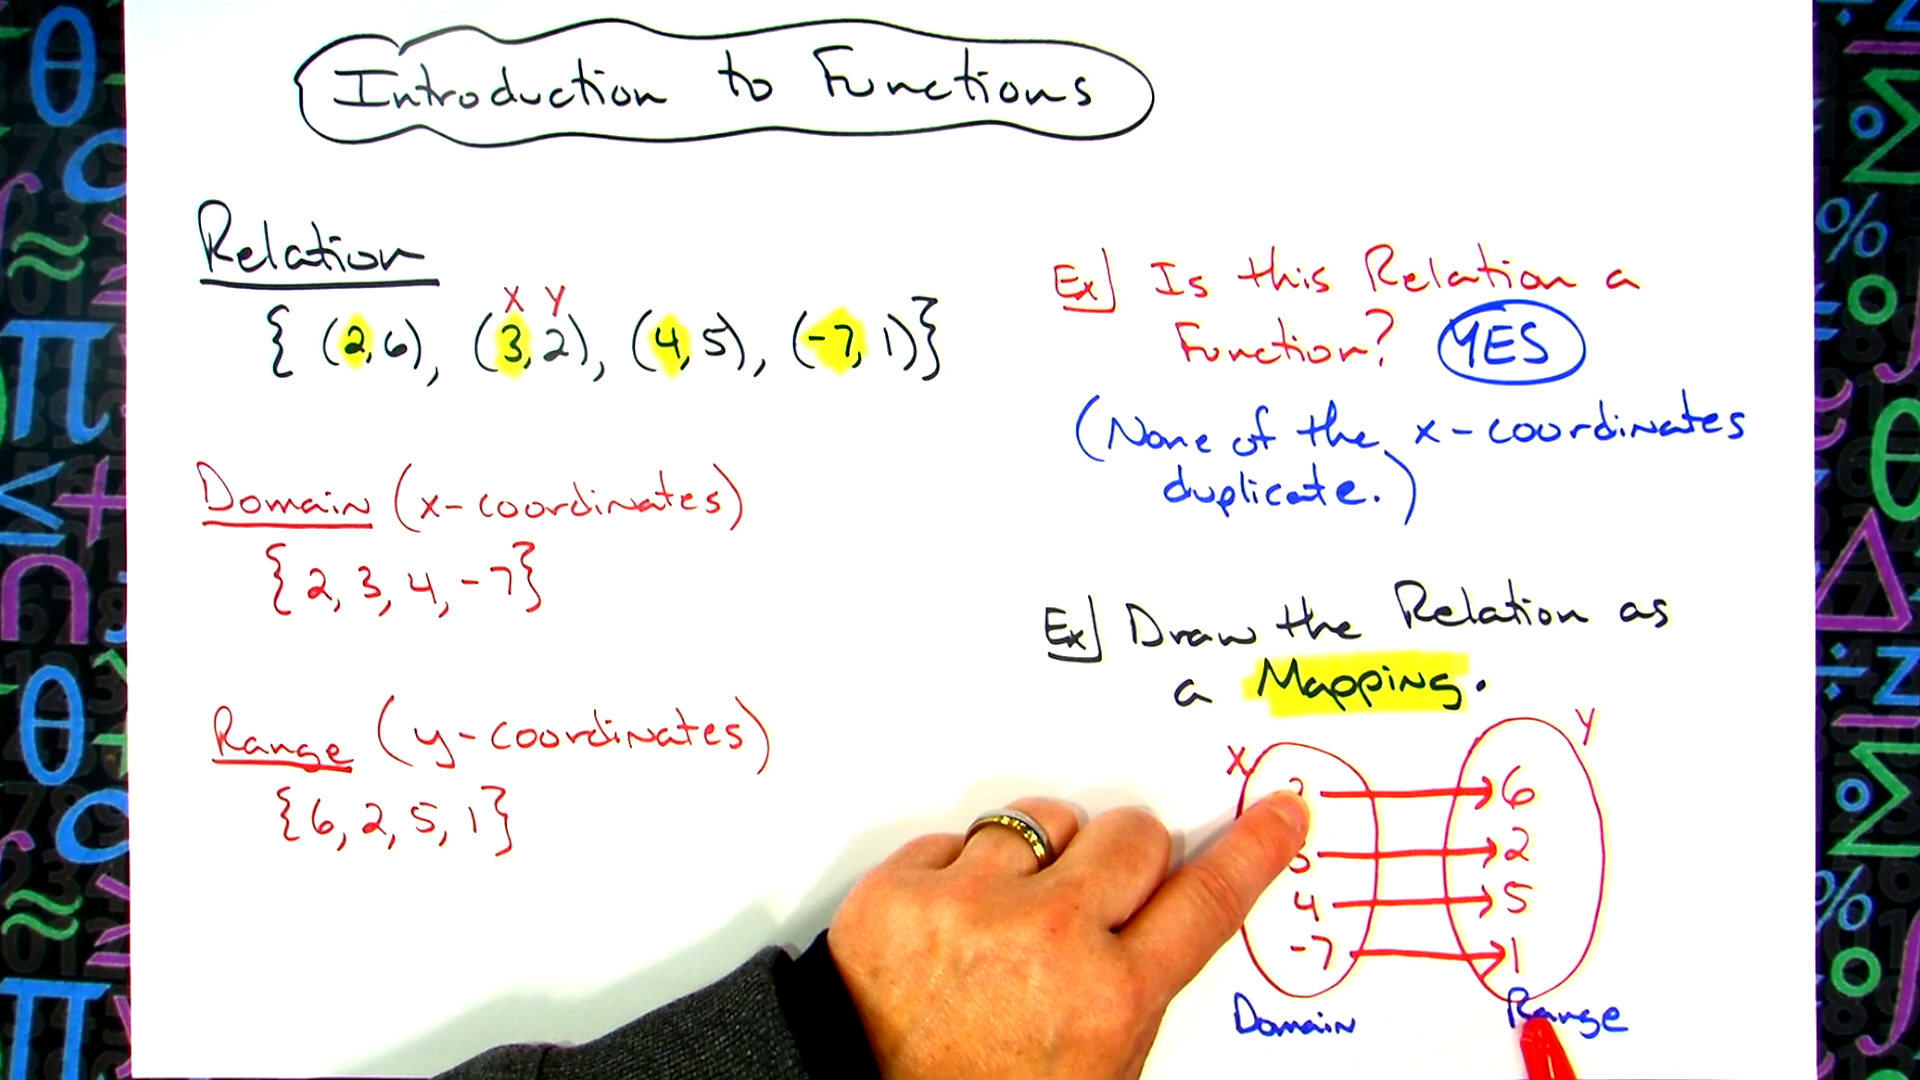 Introduction to Functions
Relation
X Y
{ (2,6), (3,2), (4,5), (-7,1)}
Domain (x-coordinates)
{2, 3, 4, -7}
Range (y-coordinates)
{6, 2, 5, 1}
Ex] Is this Relation a
Function? YES
(None of the x-coordinates
duplicate.)
Ex] Draw the Relation as
a Mapping.
X Y
2 → 6
3 → 2
4 → 5
-7 → 1
Domain Range